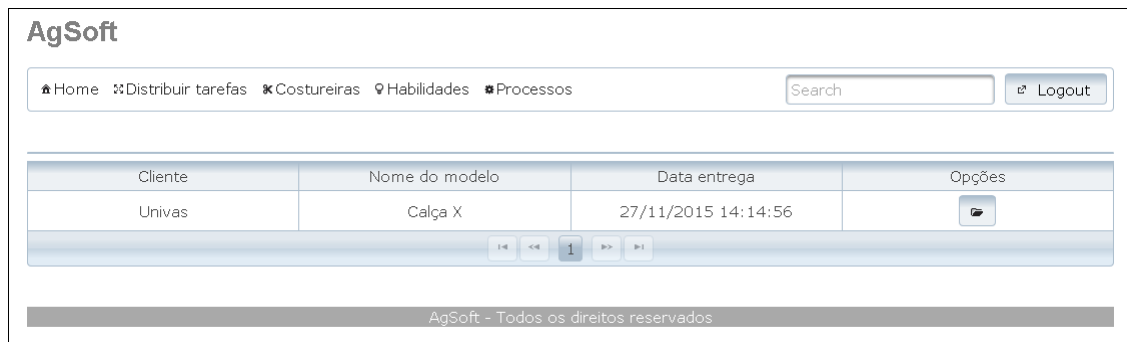 AgSoft
Home Distribuir tarefas Costureiras Habilidades Processos Search Logout
Cliente Nome do modelo Data entrega Opções
Univas Calça X 27/11/2015 14:14:56
1
AgSoft - Todos os direitos reservados